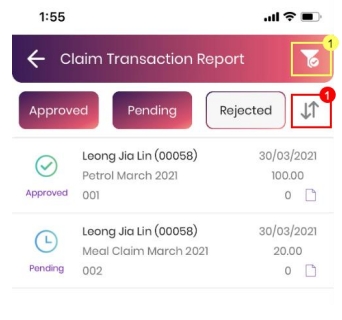 1:55
Claim Transaction Report
1
Approved Pending Rejected
1
Leong Jia Lin (00058) 30/03/2021
Petrol March 2021 100.00
Approved 001 0
Leong Jia Lin (00058) 30/03/2021
Meal Claim March 2021 20.00
Pending 002 0